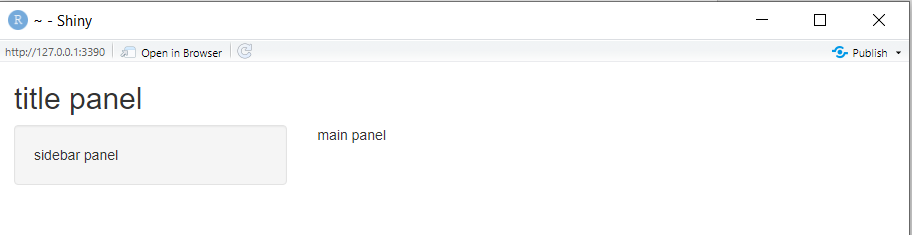 R ~ - Shiny
http://127.0.0.1:3390 Open in Browser Publish
title panel
sidebar panel
main panel